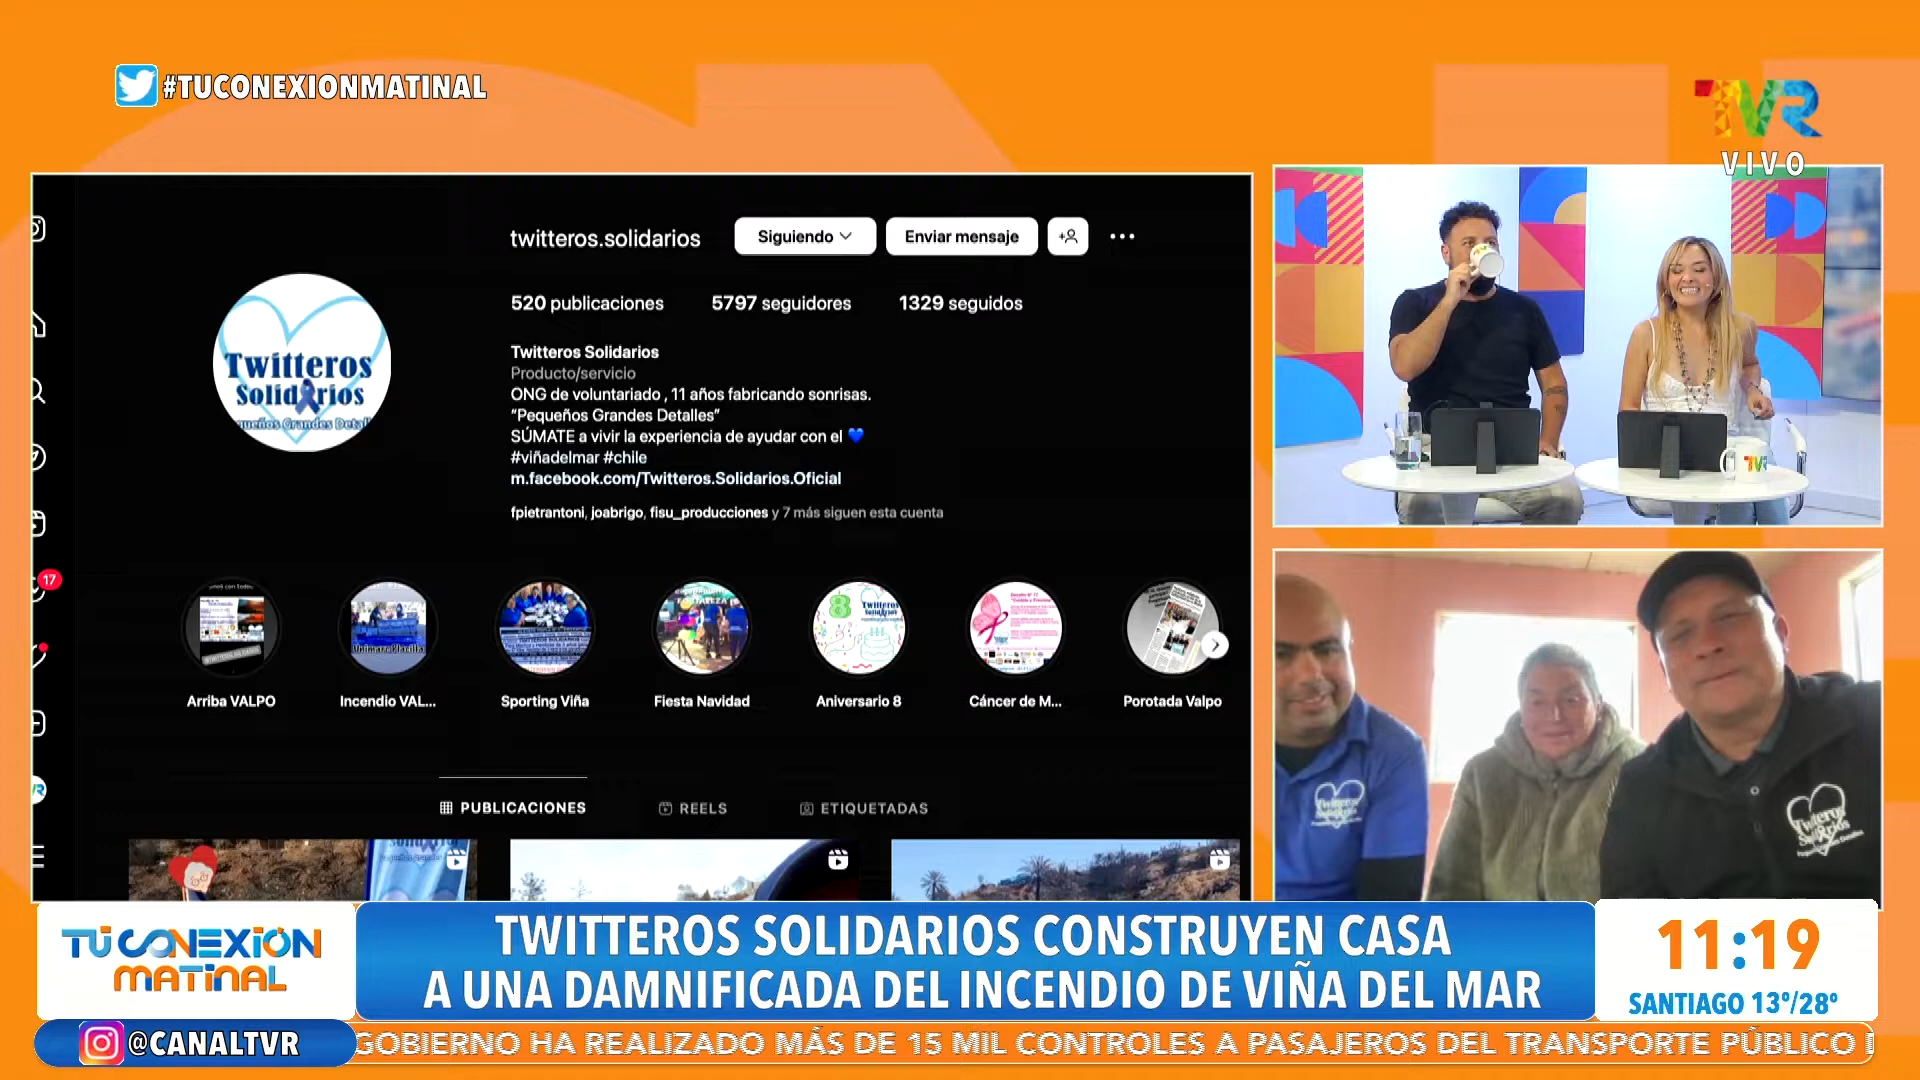 #TUCONEXIONMATINAL
TVR
VIVO
twitteros.solidarios
Siguiendo
Enviar mensaje
520 publicaciones
5797 seguidores
1329 seguidos
Twitteros Solidarios
Producto/servicio
ONG de voluntariado , 11 años fabricando sonrisas.
“Pequeños Grandes Detalles”
SÚMATE a vivir la experiencia de ayudar con el 💙
#viñadelmar #chile
m.facebook.com/Twitteros.Solidarios.Oficial
fpietrantoni, joabrigo, fisu_producciones y 7 más siguen esta cuenta
Twitteros
Solidarios
17
Arriba VALPO
Incendio VAL...
Sporting Viña
Fiesta Navidad
Aniversario 8
Cáncer de M...
Porotada Valpo
PUBLICACIONES
REELS
ETIQUETADAS
TVR
Twiteros
Solidarios
TÚ CONEXIÓN
MATINAL
TWITTEROS SOLIDARIOS CONSTRUYEN CASA
A UNA DAMNIFICADA DEL INCENDIO DE VIÑA DEL MAR
11:19
SANTIAGO 13°/28°
@CANALTVR
GOBIERNO HA REALIZADO MÁS DE 15 MIL CONTROLES A PASAJEROS DEL TRANSPORTE PÚBLICO